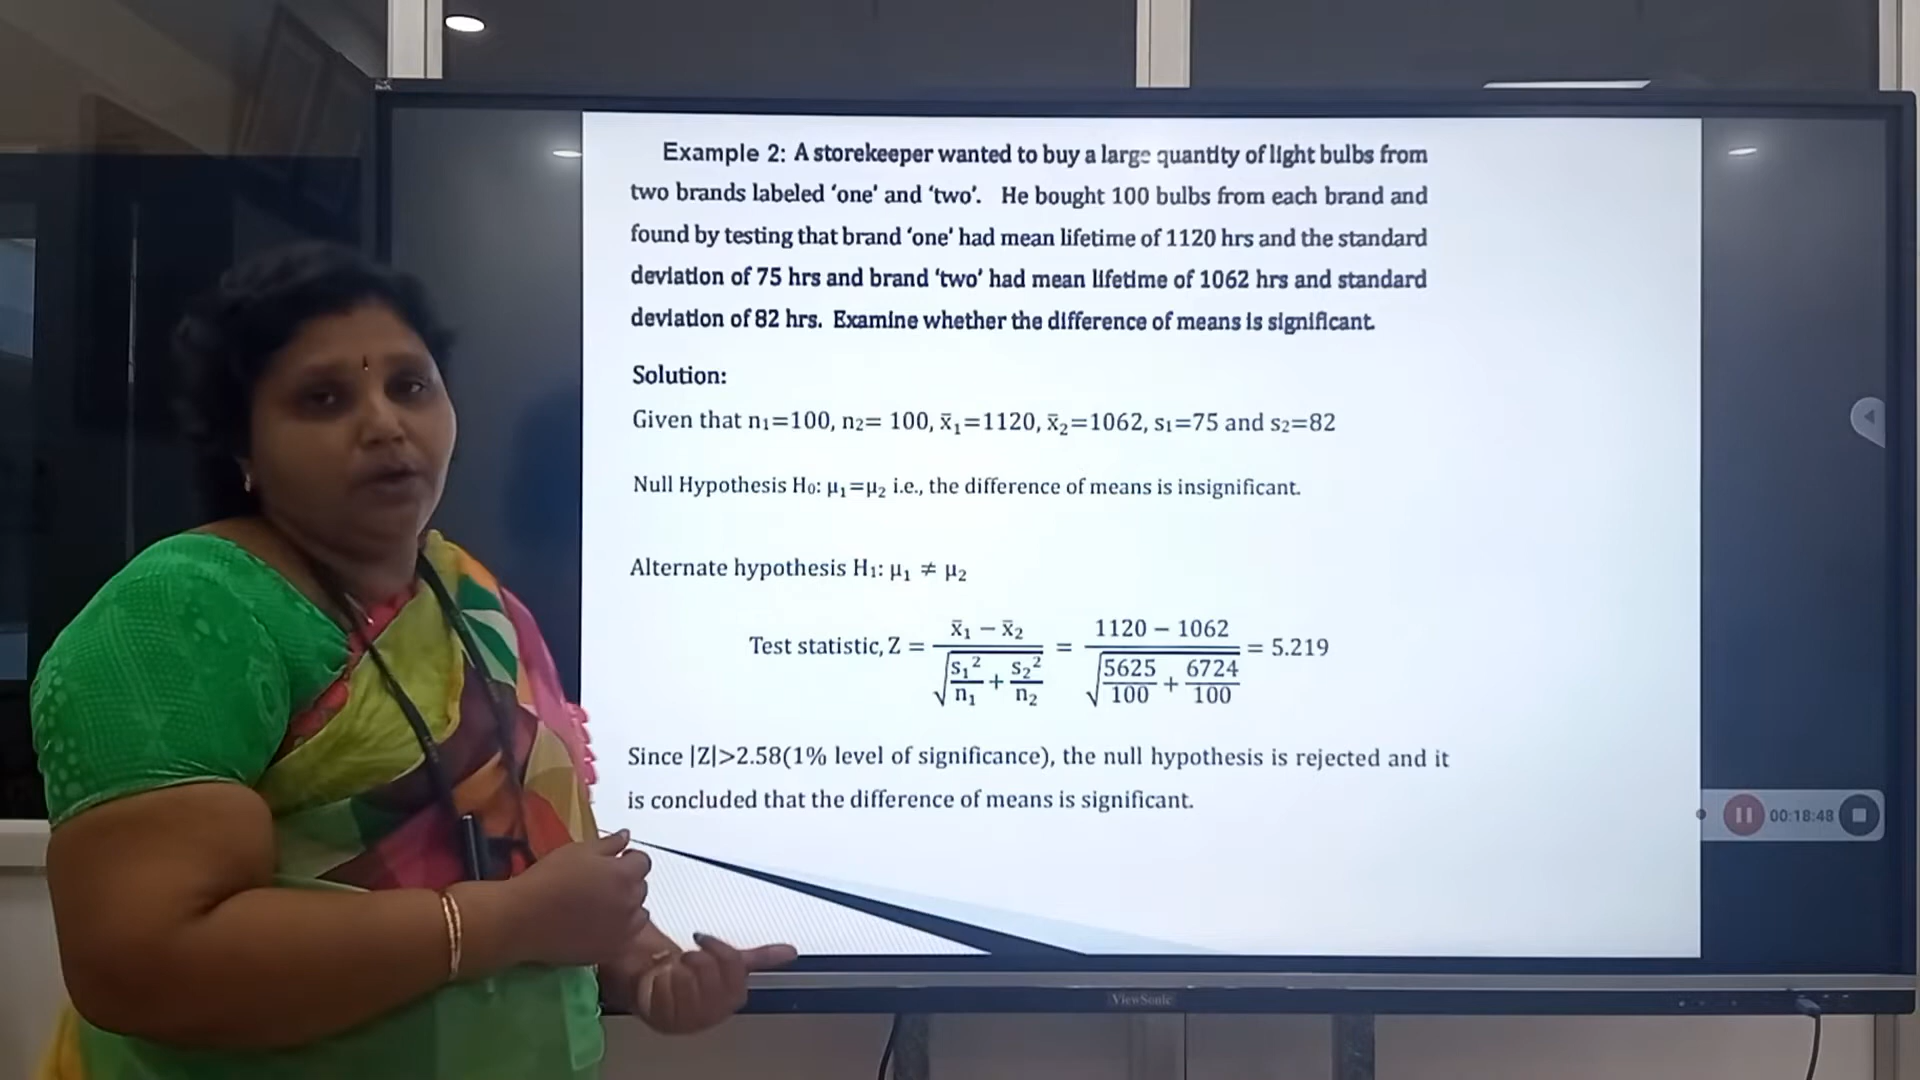 Example 2: A storekeeper wanted to buy a large quantity of light bulbs from
two brands labeled ‘one’ and ‘two’. He bought 100 bulbs from each brand and
found by testing that brand ‘one’ had mean lifetime of 1120 hrs and the standard
deviation of 75 hrs and brand ‘two’ had mean lifetime of 1062 hrs and standard
deviation of 82 hrs. Examine whether the difference of means is significant.
Solution:
Given that n₁=100, n₂= 100, x̄₁=1120, x̄₂=1062, s₁=75 and s₂=82
Null Hypothesis H₀: μ₁=μ₂ i.e., the difference of means is insignificant.
Alternate hypothesis H₁: μ₁ ≠ μ₂
Test statistic, Z = (x̄₁ − x̄₂) / √(s₁²/n₁ + s₂²/n₂) = (1120 − 1062) / √(5625/100 + 6724/100) = 5.219
Since |Z|>2.58(1% level of significance), the null hypothesis is rejected and it
is concluded that the difference of means is significant.
00:18:48
ViewSonic